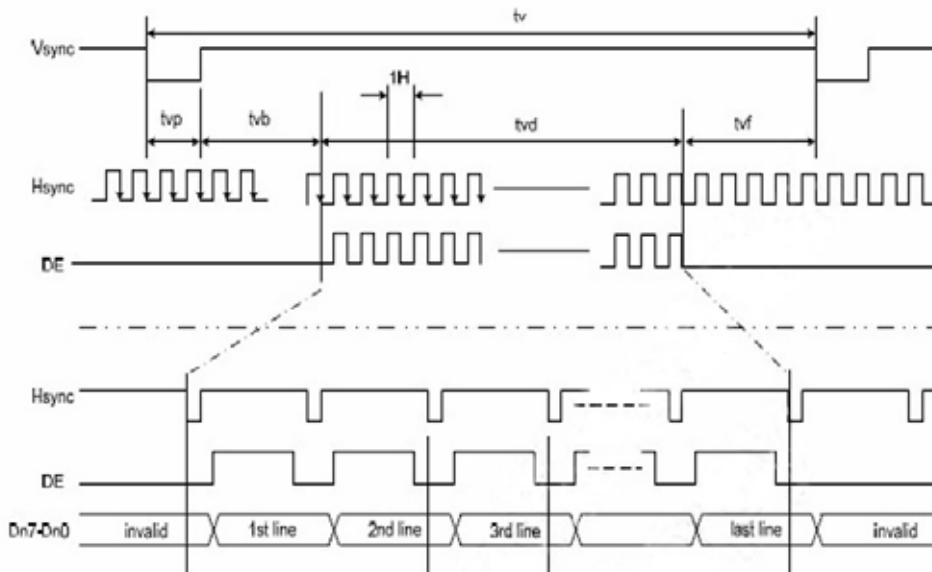 tv
Vsync
1H
tvp tvb tvd tvf
Hsync
DE
Hsync
DE
Dn7-Dn0 invalid 1st line 2nd line 3rd line last line invalid